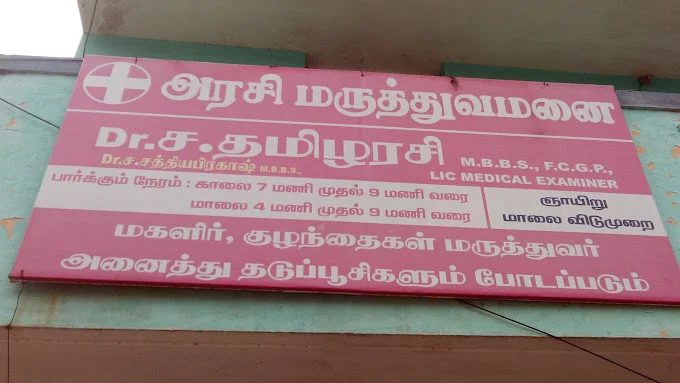 அரசி மருத்துவமனை
Dr.ச.தமிழரசி M.B.B.S., F.C.G.P.,
Dr.ச.சத்தியபிரகாஷ் M.B.B.S., LIC MEDICAL EXAMINER
பார்க்கும் நேரம் : காலை 7 மணி முதல் 9 மணி வரை
மாலை 4 மணி முதல் 9 மணி வரை
ஞாயிறு
மாலை விடுமுறை
மகளிர், குழந்தைகள் மருத்துவர்
அனைத்து தடுப்பூசிகளும் போடப்படும்